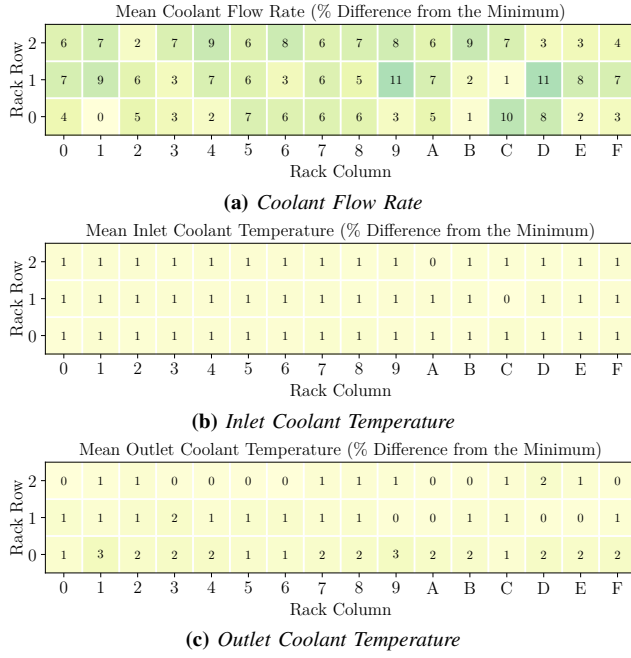 Mean Coolant Flow Rate (% Difference from the Minimum)
Rack Row
2 6 7 2 7 9 6 8 6 7 8 6 9 7 3 3 4
1 7 9 6 3 7 6 3 6 5 11 7 2 1 11 8 7
0 4 0 5 3 2 7 6 6 6 3 5 1 10 8 2 3
0 1 2 3 4 5 6 7 8 9 A B C D E F
Rack Column
(a) Coolant Flow Rate
Mean Inlet Coolant Temperature (% Difference from the Minimum)
Rack Row
2 1 1 1 1 1 1 1 1 1 1 0 1 1 1 1 1
1 1 1 1 1 1 1 1 1 1 1 1 1 0 1 1 1
0 1 1 1 1 1 1 1 1 1 1 1 1 1 1 1 1
0 1 2 3 4 5 6 7 8 9 A B C D E F
Rack Column
(b) Inlet Coolant Temperature
Mean Outlet Coolant Temperature (% Difference from the Minimum)
Rack Row
2 0 1 1 0 0 0 0 1 1 1 0 0 1 2 1 0
1 1 1 1 2 1 1 1 1 1 0 0 1 1 0 0 1
0 1 3 2 2 2 1 1 2 2 3 2 2 1 2 2 2
0 1 2 3 4 5 6 7 8 9 A B C D E F
Rack Column
(c) Outlet Coolant Temperature